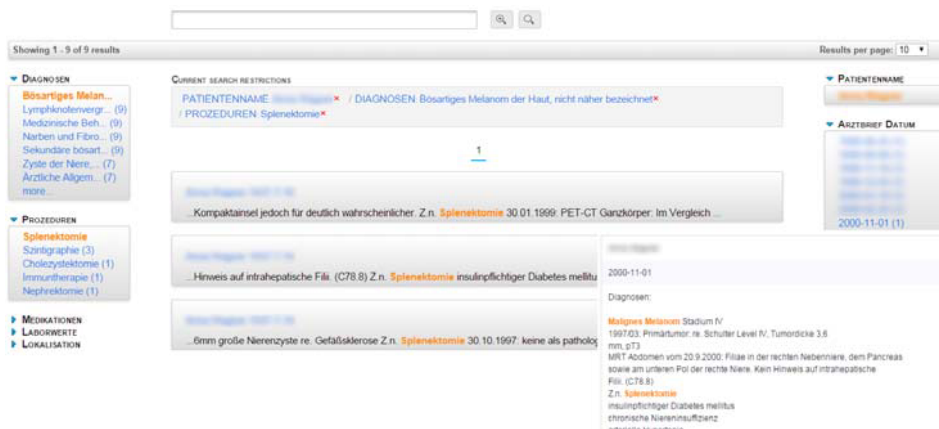 Showing 1 - 9 of 9 results
Results per page: 10
DIAGNOSEN
Bösartiges Melan...
Lymphknotenvergr... (9)
Medizinische Beh... (9)
Narben und Fibro... (9)
Sekundäre bösart... (9)
Zyste der Niere,... (7)
Ärztliche Allgem... (7)
more...
PROZEDUREN
Splenektomie
Szintigraphie (3)
Cholezystektomie (1)
Immuntherapie (1)
Nephrektomie (1)
MEDIKATIONEN
LABORWERTE
LOKALISATION
CURRENT SEARCH RESTRICTIONS
PATIENTENNAME: × / DIAGNOSEN: Bösartiges Melanom der Haut, nicht näher bezeichnet×
/ PROZEDUREN: Splenektomie×
1
...Kompaktainsel jedoch für deutlich wahrscheinlicher. Z.n. Splenektomie 30.01.1999: PET-CT Ganzkörper: Im Vergleich ...
...Hinweis auf intrahepatische Filii. (C78.8) Z.n. Splenektomie insulinpflichtiger Diabetes mellitu
...6mm große Nierenzyste re. Gefäßsklerose Z.n. Splenektomie 30.10.1997: keine als patholog
PATIENTENNAME
ARZTBRIEF DATUM
2000-11-01 (1)
2000-11-01
Diagnosen:
Malignes Melanom Stadium IV
1997/03: Primärtumor: re. Schulter Level IV, Tumordicke 3,6
mm, pT3
MRT Abdomen vom 20.9.2000: Filiae in der rechten Nebenniere, dem Pancreas
sowie am unteren Pol der rechte Niere. Kein Hinweis auf intrahepatische
Filii. (C78.8)
Z.n. Splenektomie
insulinpflichtiger Diabetes mellitus
chronische Niereninsuffizienz